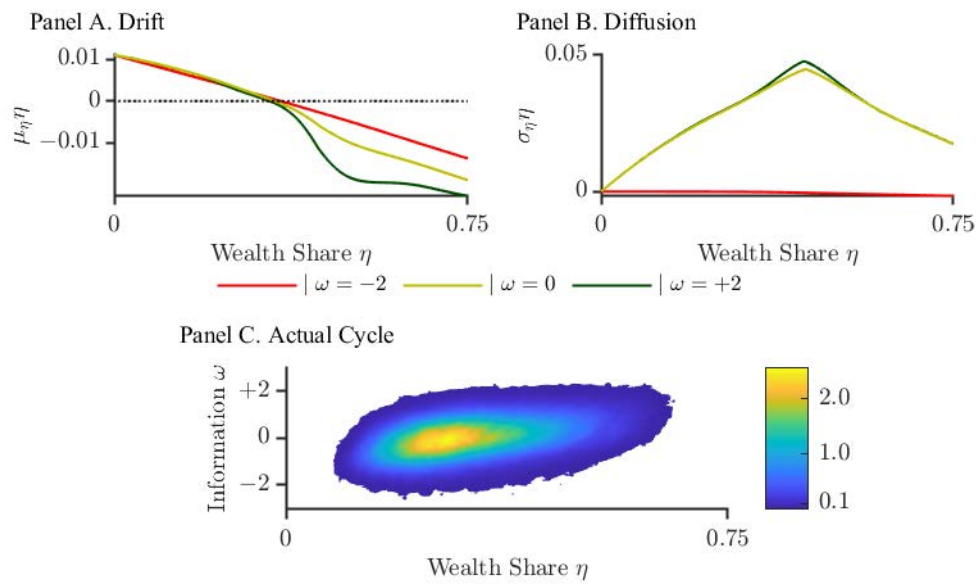 Panel A. Drift
0.01
0
−0.01
μ_η η
0
0.75
Wealth Share η
Panel B. Diffusion
0.05
0
σ_η η
0
0.75
Wealth Share η
| ω = −2
| ω = 0
| ω = +2
Panel C. Actual Cycle
Information ω
+2
0
−2
0
0.75
Wealth Share η
2.0
1.0
0.1